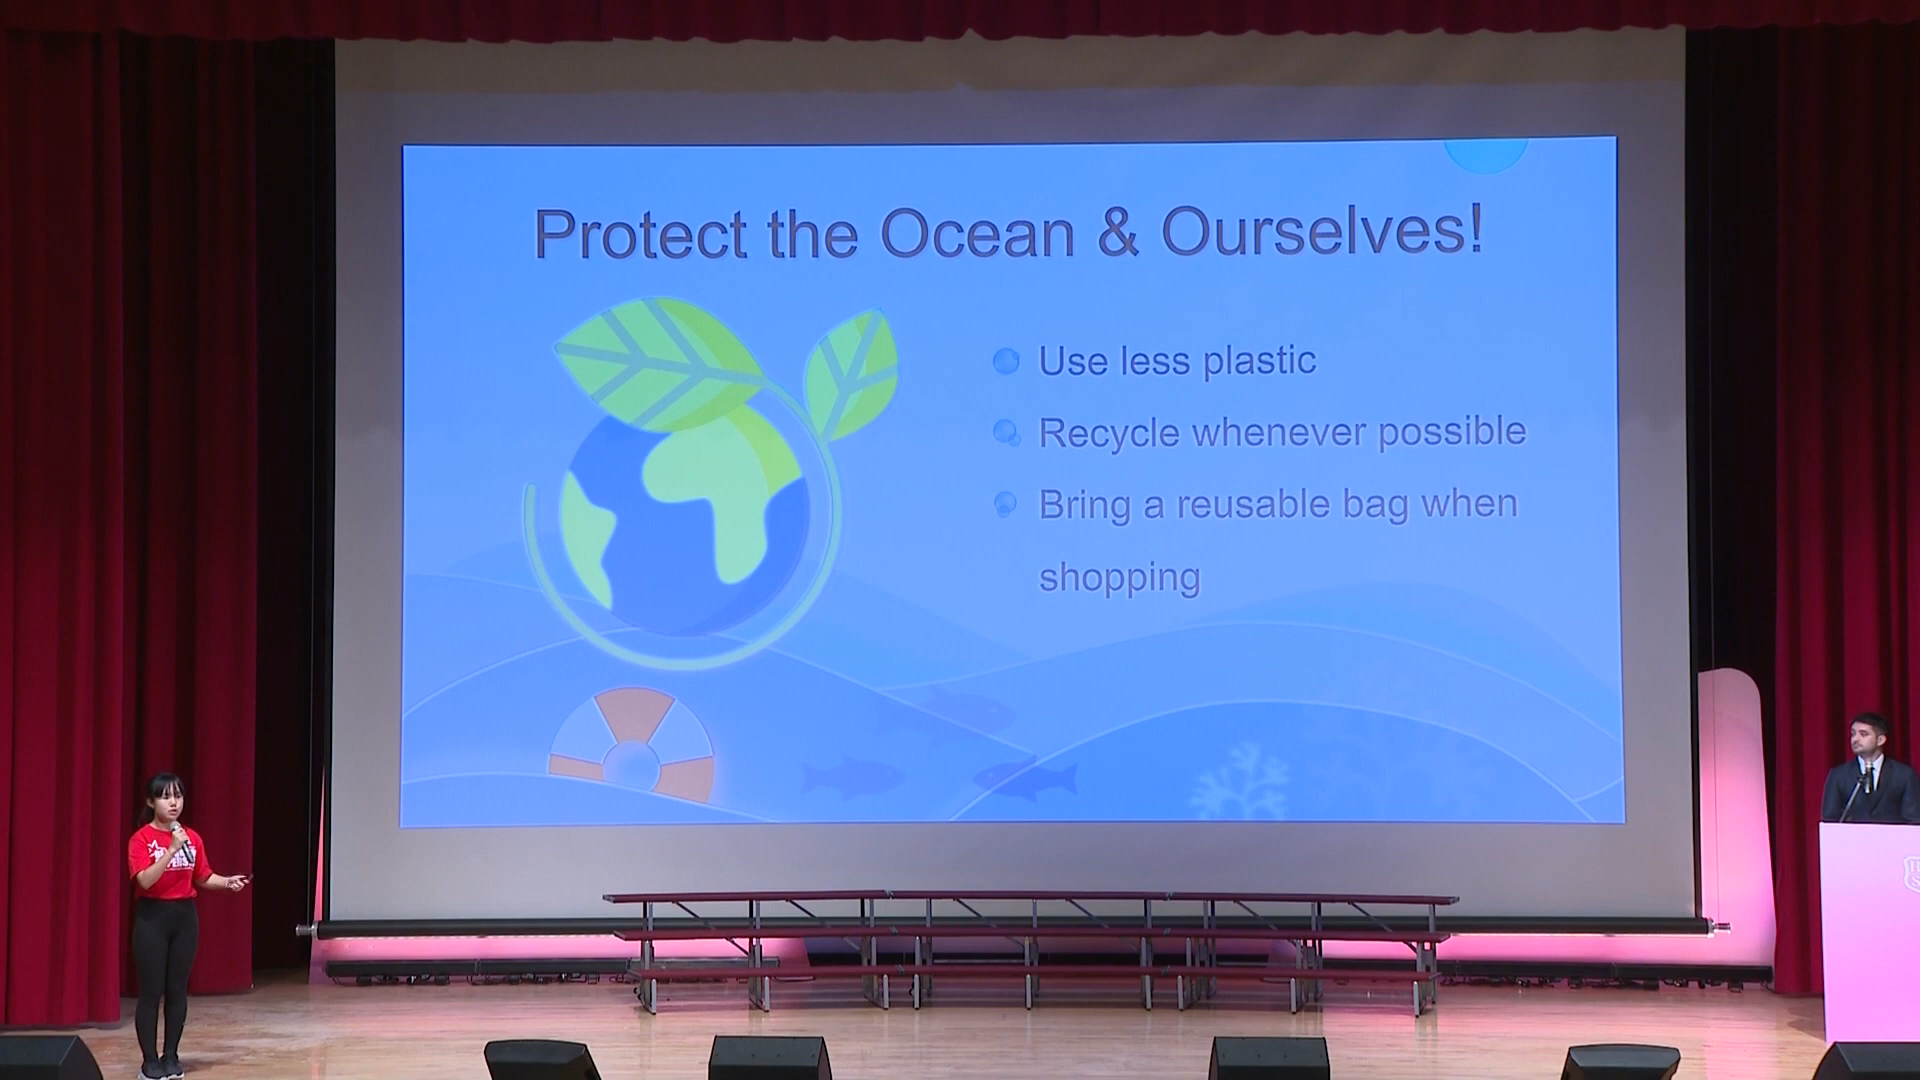 Protect the Ocean & Ourselves!
Use less plastic
Recycle whenever possible
Bring a reusable bag when
shopping